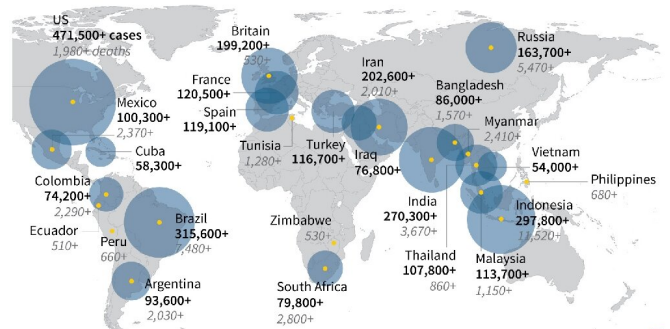 US
471,500+ cases
1,980+ deaths
Britain
199,200+
530+
France
120,500+
Spain
119,100+
Iran
202,600+
2,010+
Russia
163,700+
5,470+
Bangladesh
86,000+
1,570+
Myanmar
2,410+
Mexico
100,300+
2,370+
Cuba
58,300+
Tunisia
1,280+
Turkey
116,700+
Iraq
76,800+
Vietnam
54,000+
Philippines
680+
Colombia
74,200+
2,290+
Ecuador
510+
Peru
660+
Brazil
315,600+
7,480+
Zimbabwe
530+
India
270,300+
3,670+
Indonesia
297,800+
11,520+
Thailand
107,800+
860+
Malaysia
113,700+
1,150+
Argentina
93,600+
2,030+
South Africa
79,800+
2,800+